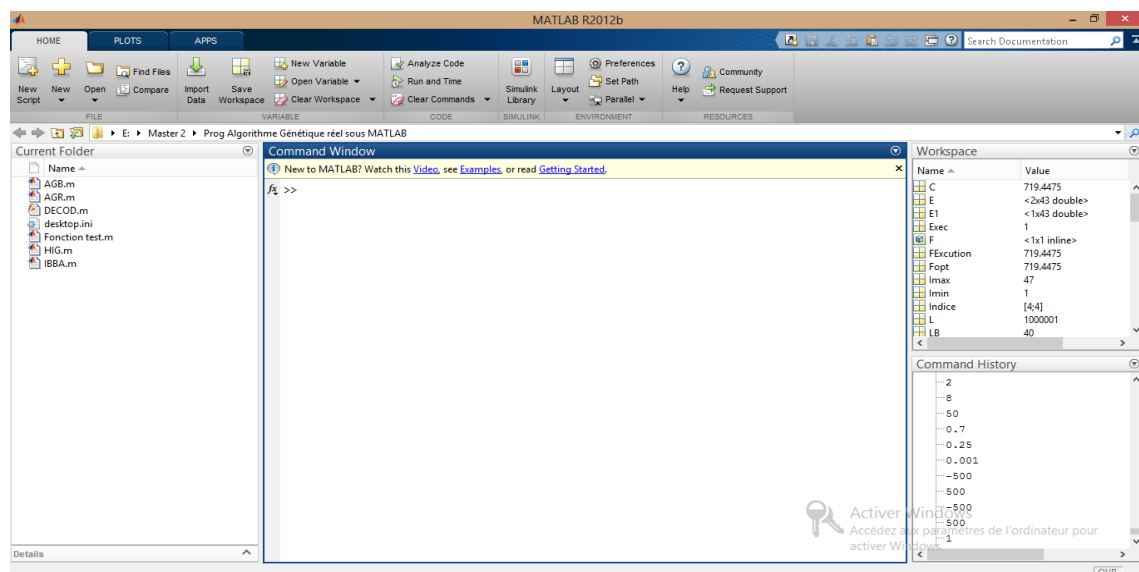 MATLAB R2012b
HOME PLOTS APPS
Search Documentation
New Script
New
Open
Find Files
Compare
Import Data
Save Workspace
New Variable
Open Variable
Clear Workspace
Analyze Code
Run and Time
Clear Commands
Simulink Library
Layout
Preferences
Set Path
Parallel
Help
Community
Request Support
FILE VARIABLE CODE SIMULINK ENVIRONMENT RESOURCES
E: Master 2 Prog Algorithme Génétique réel sous MATLAB
Current Folder
Name
AGB.m
AGR.m
DECOD.m
desktop.ini
Fonction test.m
HIG.m
IBBA.m
Details
Command Window
New to MATLAB? Watch this Video, see Examples, or read Getting Started.
fx >>
Workspace
Name Value
C 719.4475
E <2x43 double>
E1 <1x43 double>
Exec 1
F <1x1 inline>
FExcution 719.4475
Fopt 719.4475
Imax 47
Imin 1
Indice [4;4]
L 1000001
LB 40
Command History
2
8
50
0.7
0.25
0.001
-500
500
-500
500
1
Activer Windows
Accédez aux paramètres de l'ordinateur pour
activer Windows.
OVR